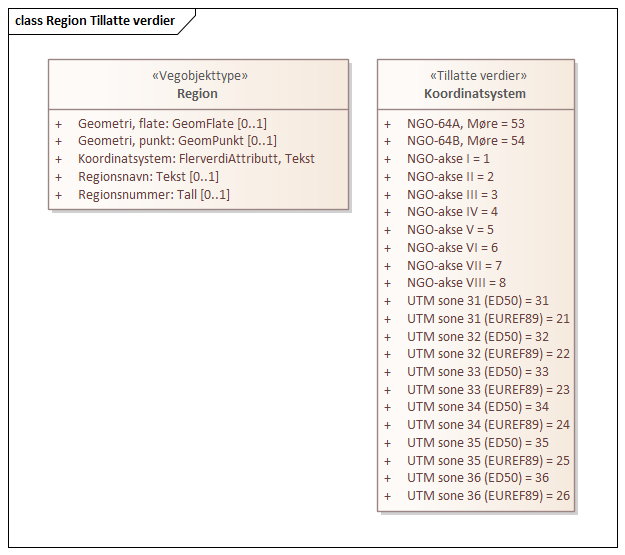 class Region Tillatte verdier
«Vegobjekttype»
Region
+ Geometri, flate: GeomFlate [0..1]
+ Geometri, punkt: GeomPunkt [0..1]
+ Koordinatsystem: FlerverdiAttributt, Tekst
+ Regionsnavn: Tekst [0..1]
+ Regionsnummer: Tall [0..1]
«Tillatte verdier»
Koordinatsystem
+ NGO-64A, Møre = 53
+ NGO-64B, Møre = 54
+ NGO-akse I = 1
+ NGO-akse II = 2
+ NGO-akse III = 3
+ NGO-akse IV = 4
+ NGO-akse V = 5
+ NGO-akse VI = 6
+ NGO-akse VII = 7
+ NGO-akse VIII = 8
+ UTM sone 31 (ED50) = 31
+ UTM sone 31 (EUREF89) = 21
+ UTM sone 32 (ED50) = 32
+ UTM sone 32 (EUREF89) = 22
+ UTM sone 33 (ED50) = 33
+ UTM sone 33 (EUREF89) = 23
+ UTM sone 34 (ED50) = 34
+ UTM sone 34 (EUREF89) = 24
+ UTM sone 35 (ED50) = 35
+ UTM sone 35 (EUREF89) = 25
+ UTM sone 36 (ED50) = 36
+ UTM sone 36 (EUREF89) = 26